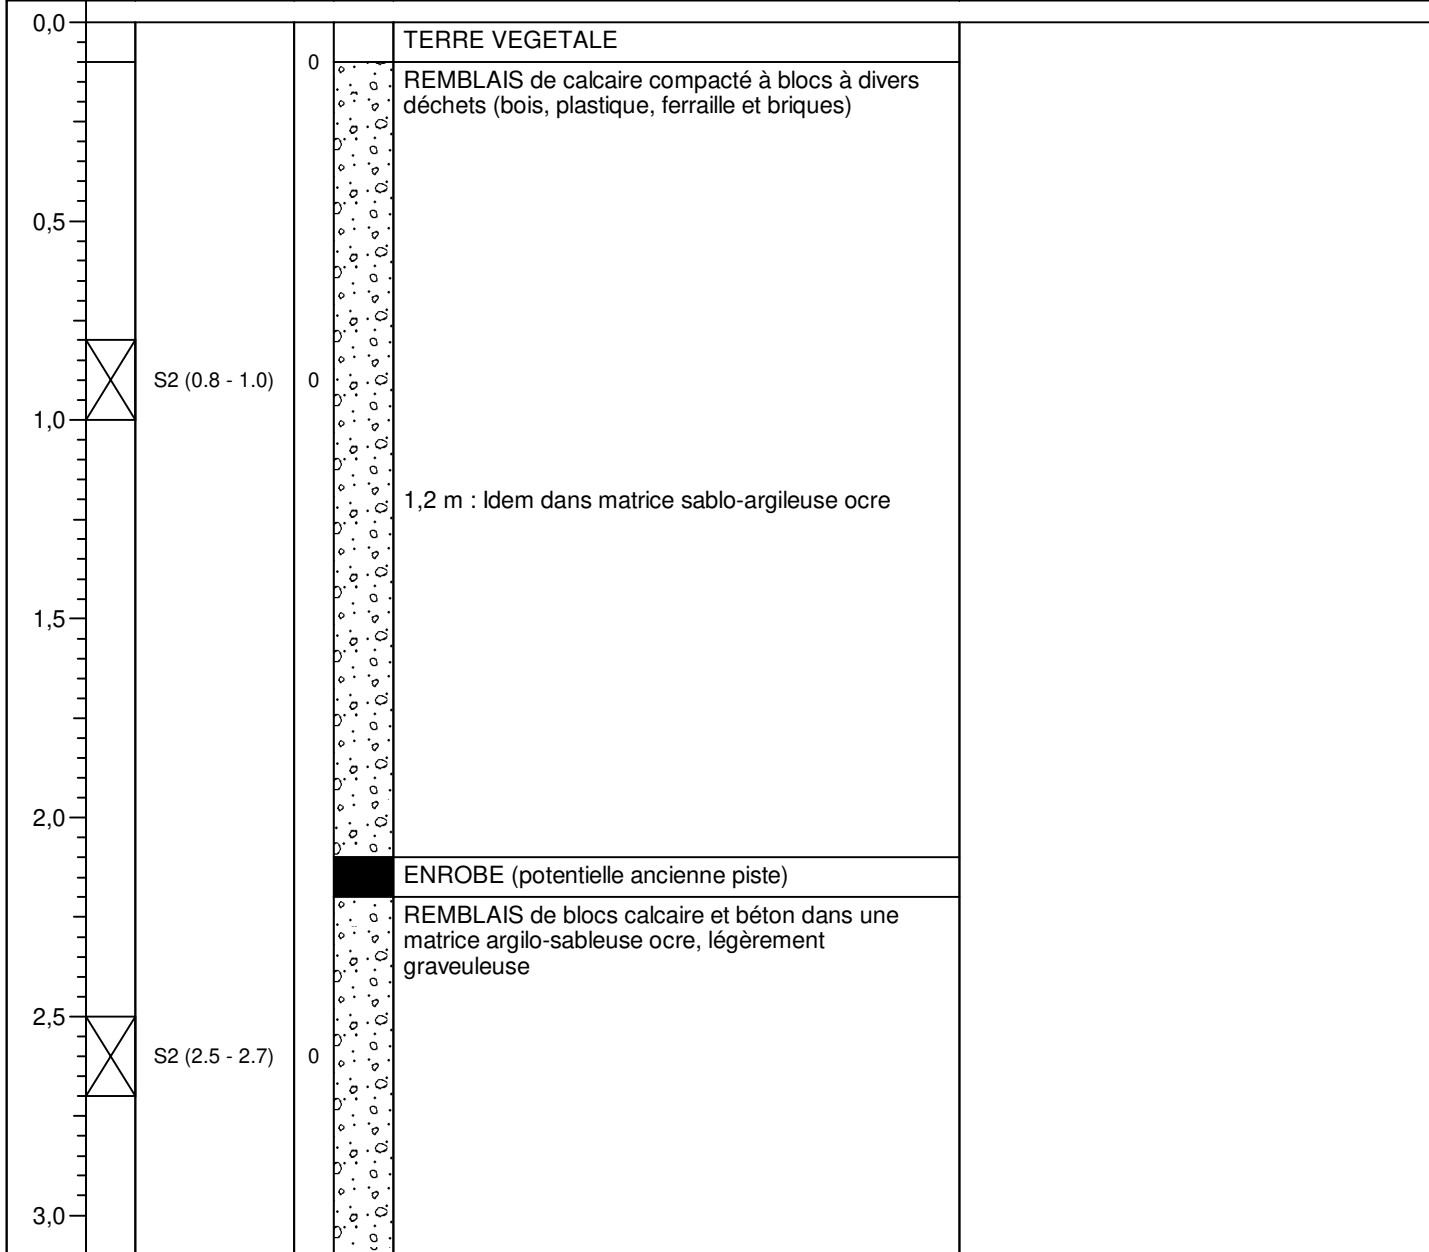 0,0
TERRE VEGETALE
0
REMBLAIS de calcaire compacté à blocs à divers
déchets (bois, plastique, ferraille et briques)
0,5
S2 (0.8 - 1.0)
0
1,0
1,2 m : Idem dans matrice sablo-argileuse ocre
1,5
2,0
ENROBE (potentielle ancienne piste)
REMBLAIS de blocs calcaire et béton dans une
matrice argilo-sableuse ocre, légèrement
graveuleuse
2,5
S2 (2.5 - 2.7)
0
3,0